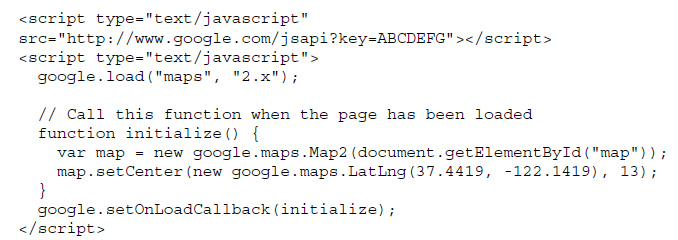 <script type="text/javascript"
src="http://www.google.com/jsapi?key=ABCDEFG"></script>
<script type="text/javascript">
  google.load("maps", "2.x");

  // Call this function when the page has been loaded
  function initialize() {
    var map = new google.maps.Map2(document.getElementById("map"));
    map.setCenter(new google.maps.LatLng(37.4419, -122.1419), 13);
  }
  google.setOnLoadCallback(initialize);
</script>